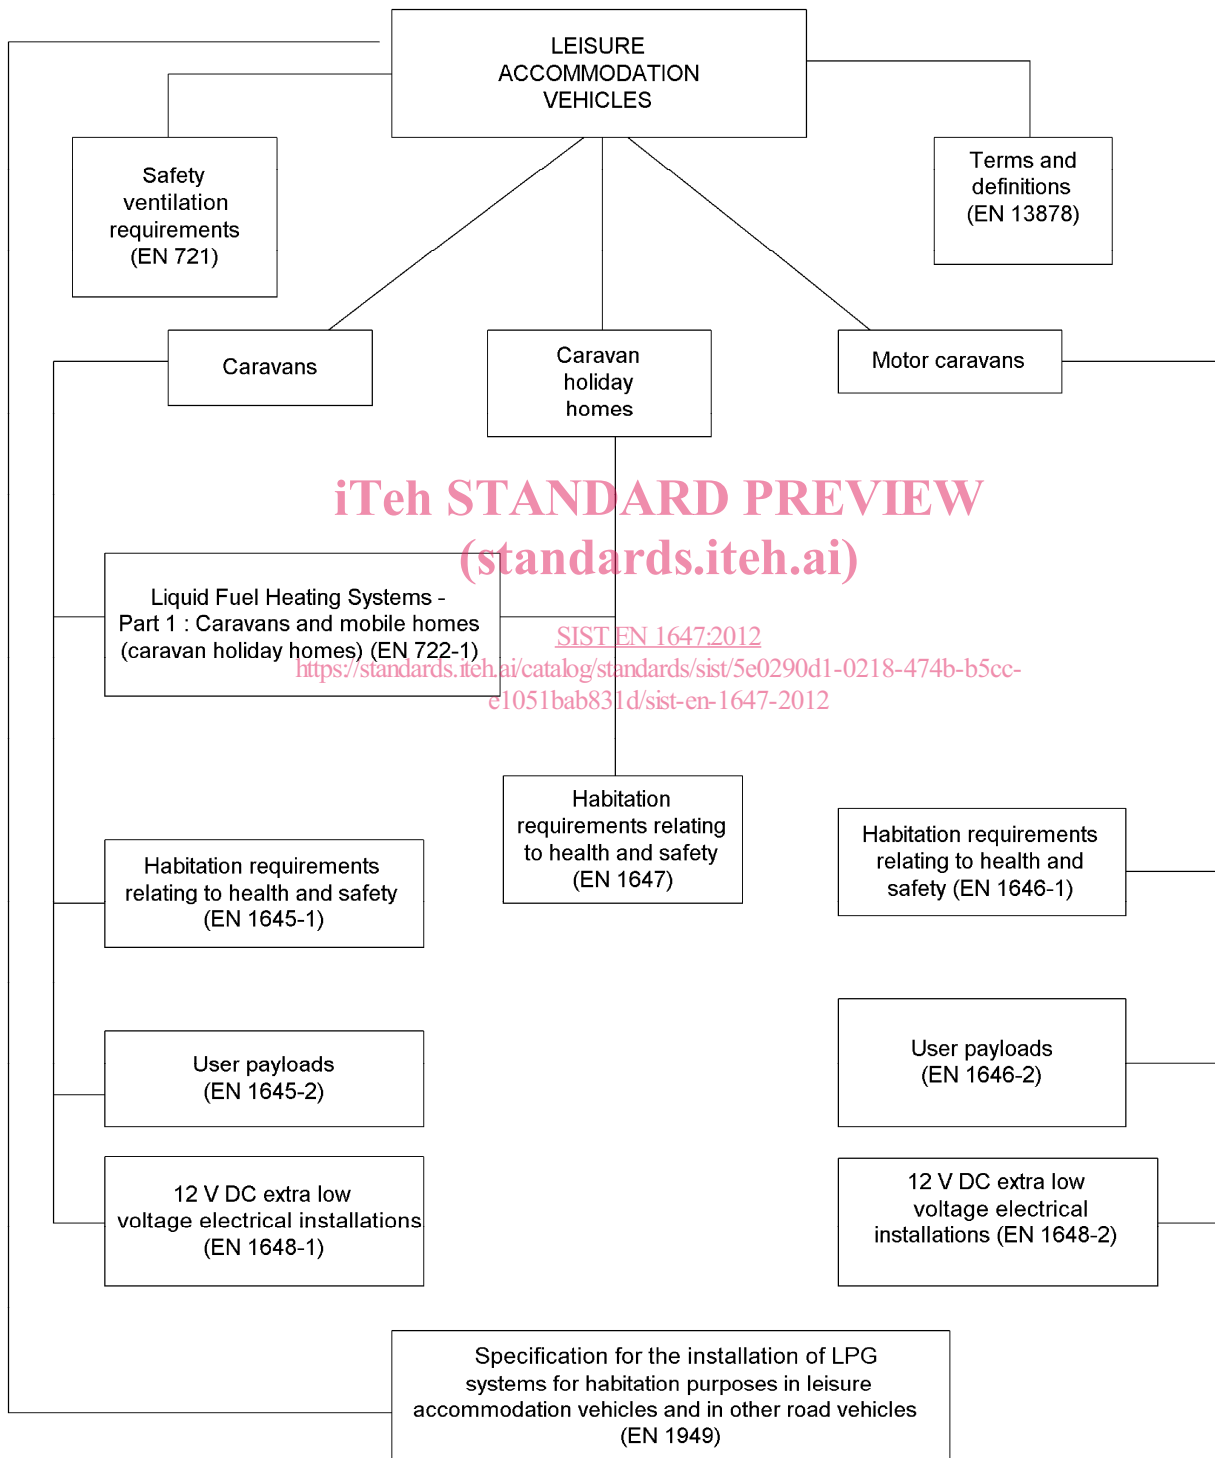 LEISURE
ACCOMMODATION
VEHICLES
Safety
ventilation
requirements
(EN 721)
Terms and
definitions
(EN 13878)
Caravans
Caravan
holiday
homes
Motor caravans
iTeh STANDARD PREVIEW
(standards.iteh.ai)
Liquid Fuel Heating Systems -
Part 1 : Caravans and mobile homes
(caravan holiday homes) (EN 722-1)
SIST EN 1647:2012
https://standards.iteh.ai/catalog/standards/sist/5e0290d1-0218-474b-b5cc-
e1051bab831d/sist-en-1647-2012
Habitation
requirements relating
to health and safety
(EN 1647)
Habitation requirements
relating to health and
safety (EN 1646-1)
Habitation requirements
relating to health and safety
(EN 1645-1)
User payloads
(EN 1645-2)
User payloads
(EN 1646-2)
12 V DC extra low
voltage electrical installations
(EN 1648-1)
12 V DC extra low
voltage electrical
installations (EN 1648-2)
Specification for the installation of LPG
systems for habitation purposes in leisure
accommodation vehicles and in other road vehicles
(EN 1949)